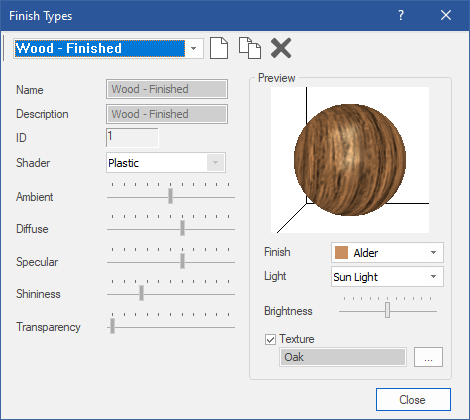 Finish Types
?
Wood - Finished
Name
Wood - Finished
Description
Wood - Finished
ID
1
Shader
Plastic
Ambient
Diffuse
Specular
Shininess
Transparency
Preview
Finish
Alder
Light
Sun Light
Brightness
Texture
Oak
...
Close